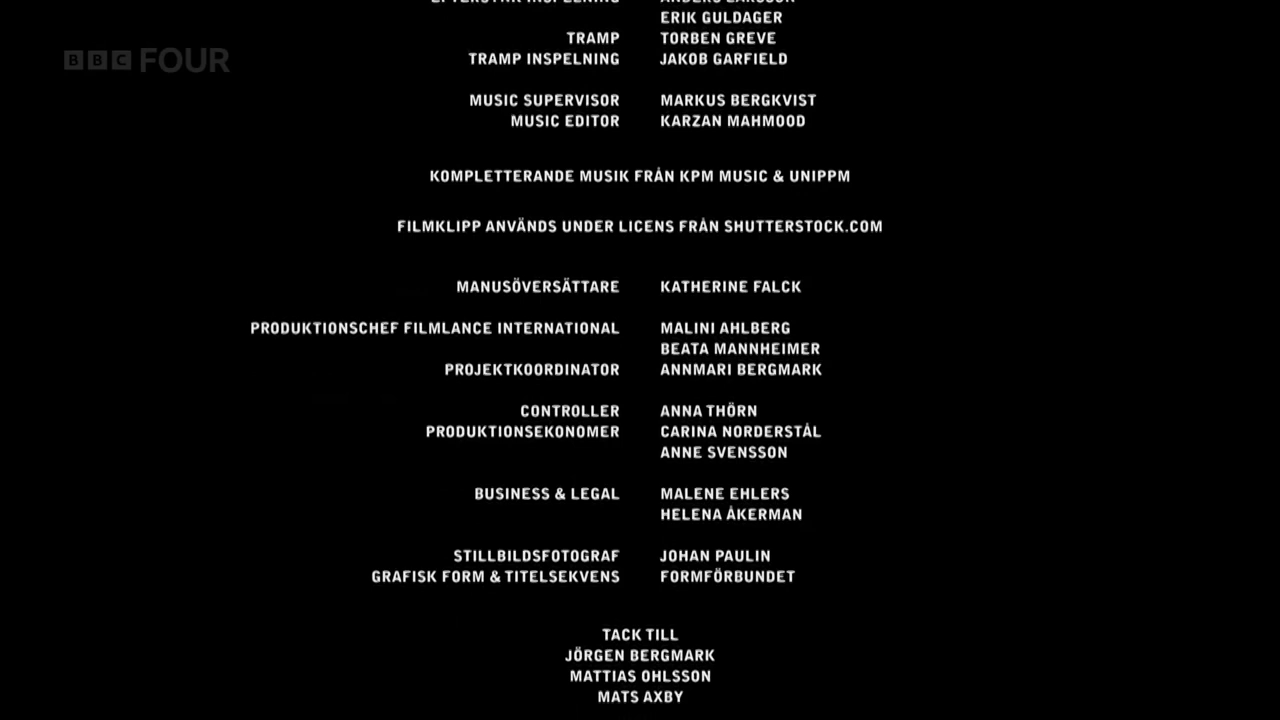 ERIK GULDAGER
BBC FOUR
TRAMP TORBEN GREVE
TRAMP INSPELNING JAKOB GARFIELD
MUSIC SUPERVISOR MARKUS BERGKVIST
MUSIC EDITOR KARZAN MAHMOOD
KOMPLETTERANDE MUSIK FRÅN KPM MUSIC & UNIPPM
FILMKLIPP ANVÄNDS UNDER LICENS FRÅN SHUTTERSTOCK.COM
MANUSÖVERSÄTTARE KATHERINE FALCK
PRODUKTIONSCHEF FILMLANCE INTERNATIONAL MALINI AHLBERG
BEATA MANNHEIMER
PROJEKTKOORDINATOR ANNMARI BERGMARK
CONTROLLER ANNA THÖRN
PRODUKTIONSEKONOMER CARINA NORDERSTÅL
ANNE SVENSSON
BUSINESS & LEGAL MALENE EHLERS
HELENA ÅKERMAN
STILLBILDSFOTOGRAF JOHAN PAULIN
GRAFISK FORM & TITELSEKVENS FORMFÖRBUNDET
TACK TILL
JÖRGEN BERGMARK
MATTIAS OHLSSON
MATS AXBY